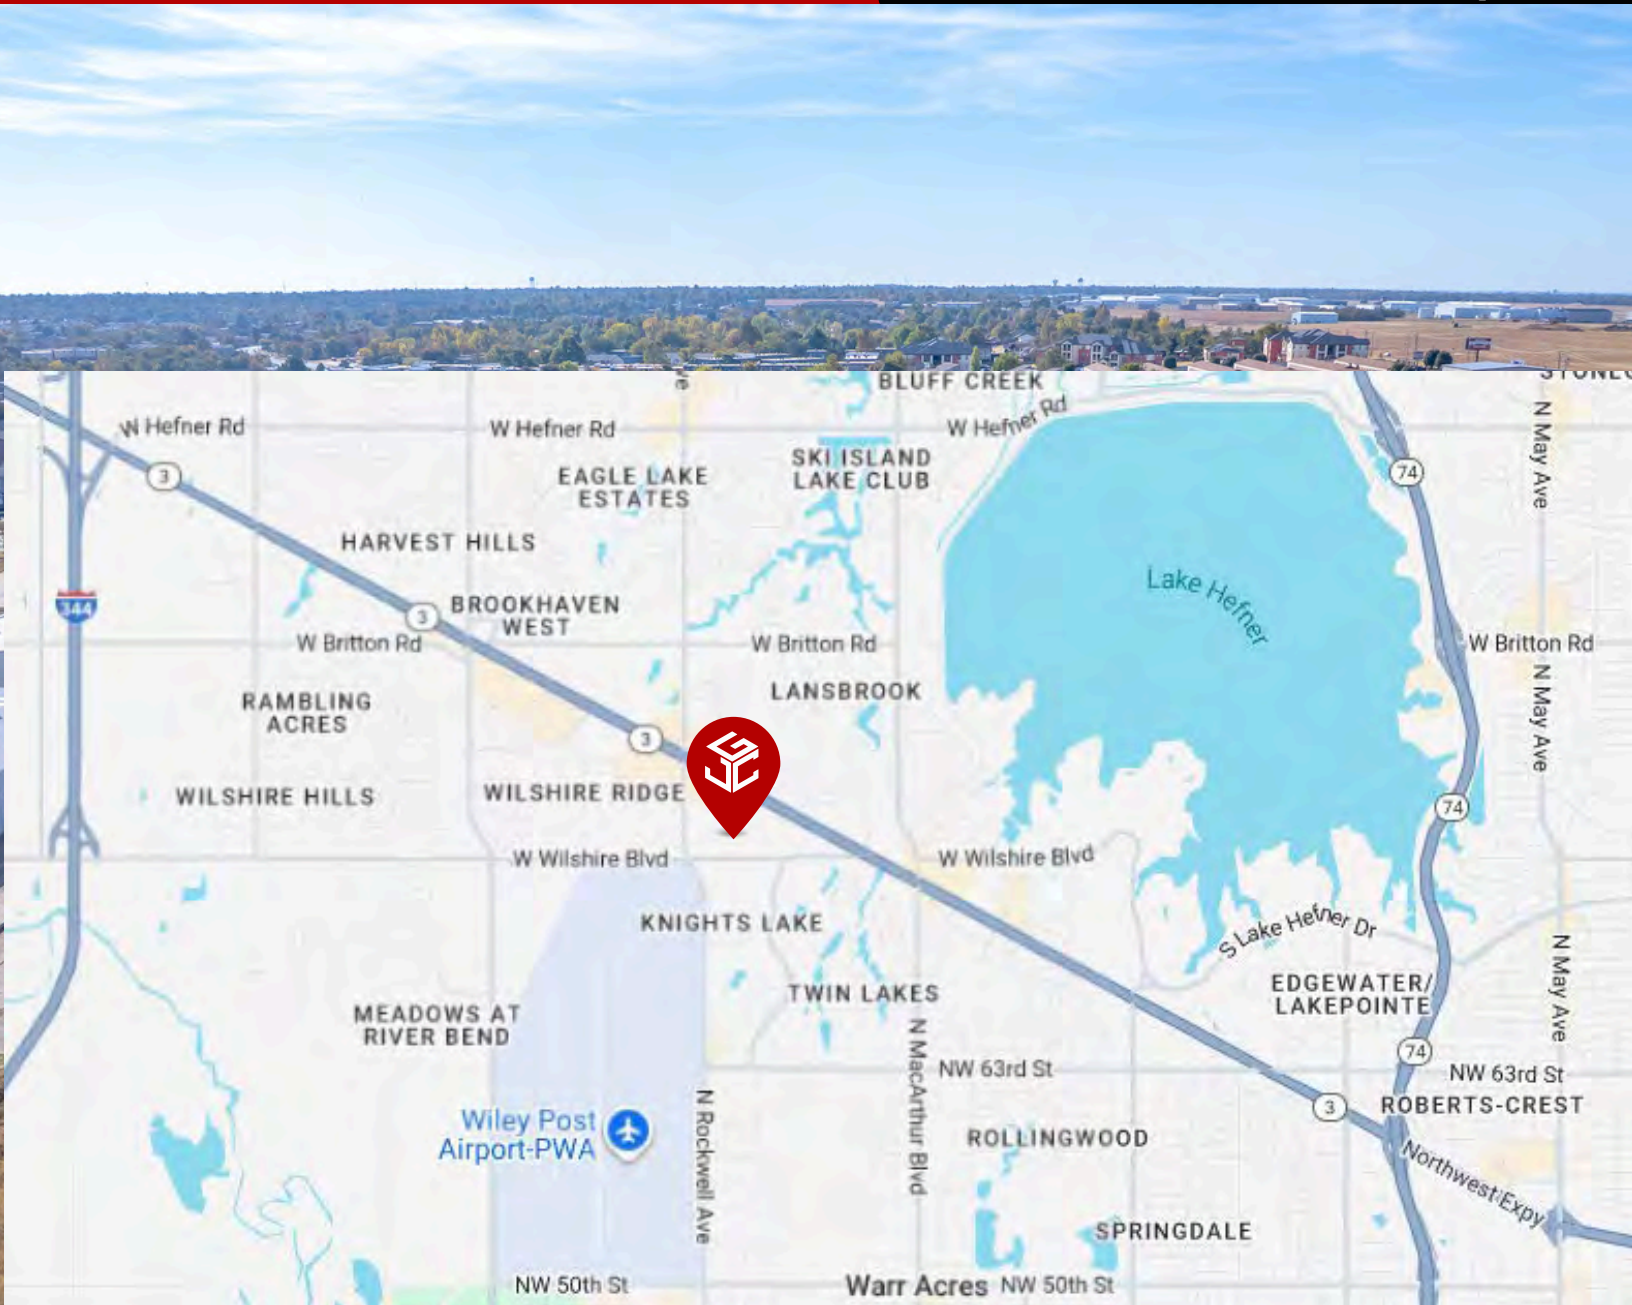 BLUFF CREEK
W Hefner Rd
W Hefner Rd
W Hefner Rd
N May Ave
SKI ISLAND
LAKE CLUB
3
EAGLE LAKE
ESTATES
74
HARVEST HILLS
Lake Hefner
344
BROOKHAVEN
WEST
3
W Britton Rd
W Britton Rd
W Britton Rd
N May Ave
RAMBLING
ACRES
LANSBROOK
3
GJC
WILSHIRE HILLS
WILSHIRE RIDGE
74
W Wilshire Blvd
W Wilshire Blvd
KNIGHTS LAKE
S Lake Hefner Dr
N May Ave
TWIN LAKES
EDGEWATER/
LAKEPOINTE
MEADOWS AT
RIVER BEND
74
NW 63rd St
NW 63rd St
N MacArthur Blvd
3
ROBERTS-CREST
Wiley Post
Airport-PWA
N Rockwell Ave
ROLLINGWOOD
Northwest Expy
SPRINGDALE
NW 50th St
Warr Acres
NW 50th St